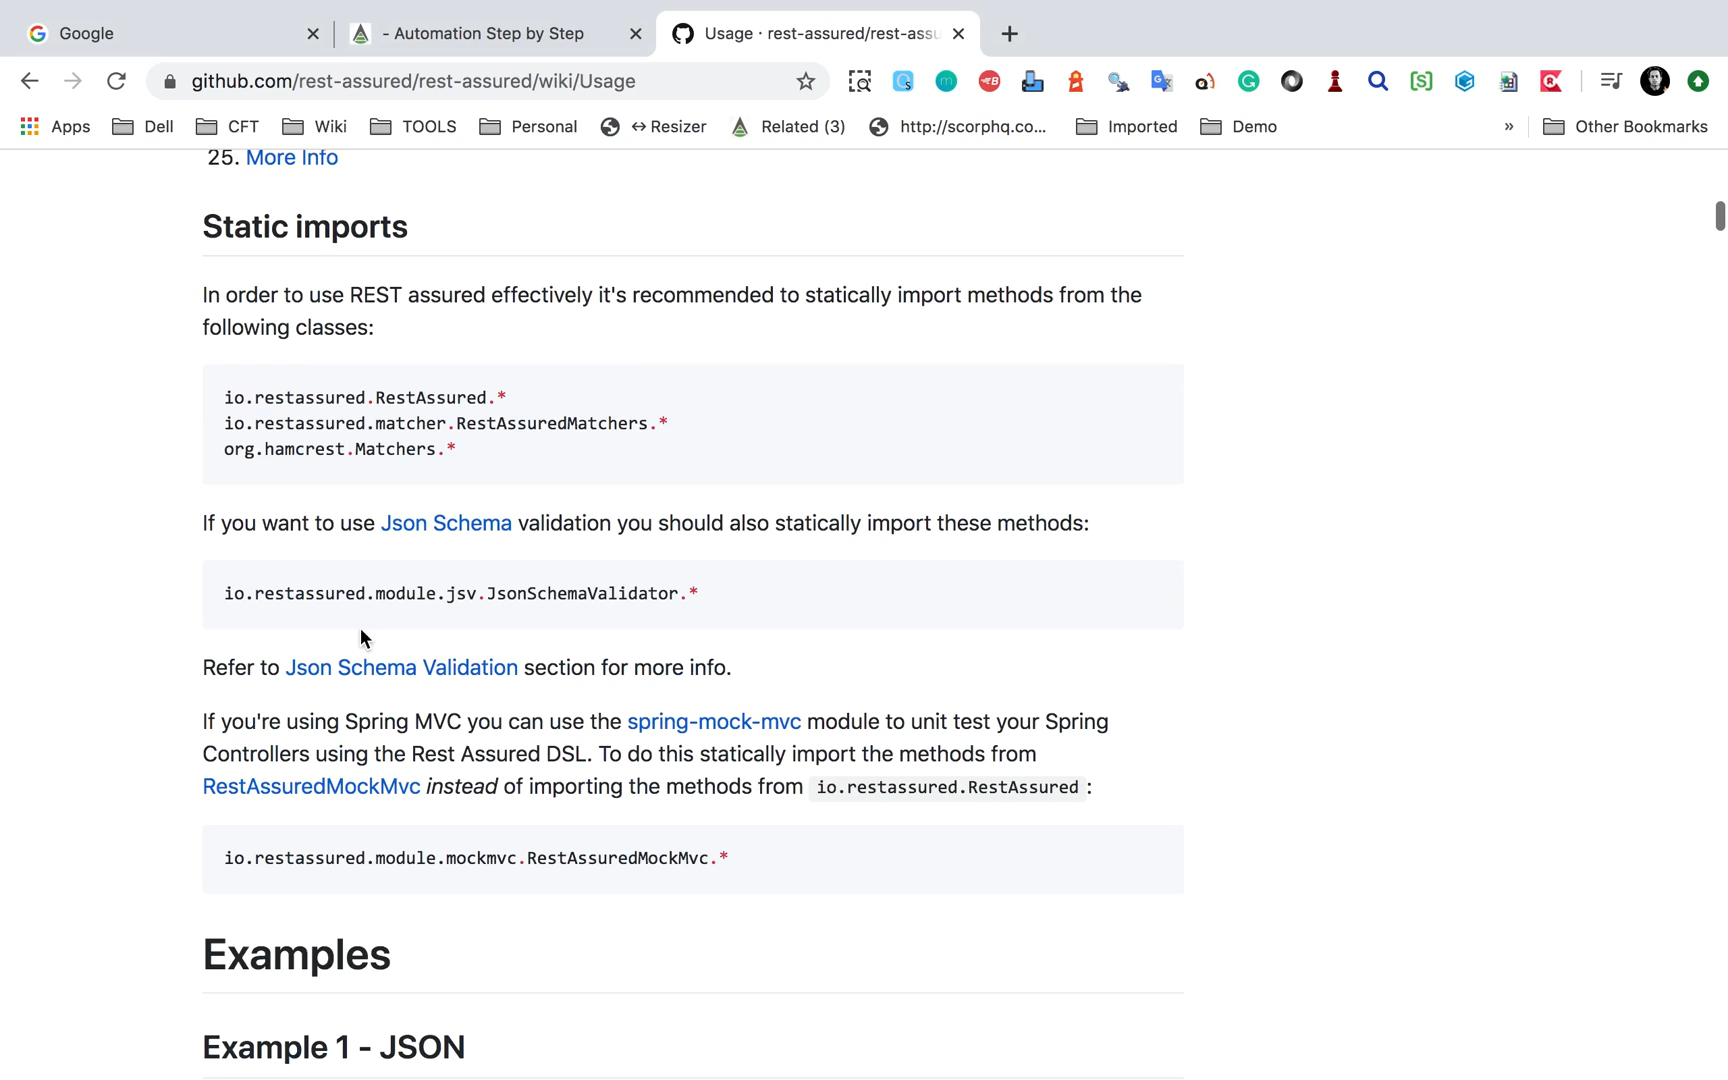 Google
- Automation Step by Step
Usage · rest-assured/rest-assu
github.com/rest-assured/rest-assured/wiki/Usage
Apps
Dell
CFT
Wiki
TOOLS
Personal
↔ Resizer
Related (3)
http://scorphq.co...
Imported
Demo
»
Other Bookmarks
25. More Info
Static imports
In order to use REST assured effectively it's recommended to statically import methods from the
following classes:
io.restassured.RestAssured.*
io.restassured.matcher.RestAssuredMatchers.*
org.hamcrest.Matchers.*
If you want to use Json Schema validation you should also statically import these methods:
io.restassured.module.jsv.JsonSchemaValidator.*
Refer to Json Schema Validation section for more info.
If you're using Spring MVC you can use the spring-mock-mvc module to unit test your Spring
Controllers using the Rest Assured DSL. To do this statically import the methods from
RestAssuredMockMvc instead of importing the methods from io.restassured.RestAssured :
io.restassured.module.mockmvc.RestAssuredMockMvc.*
Examples
Example 1 - JSON